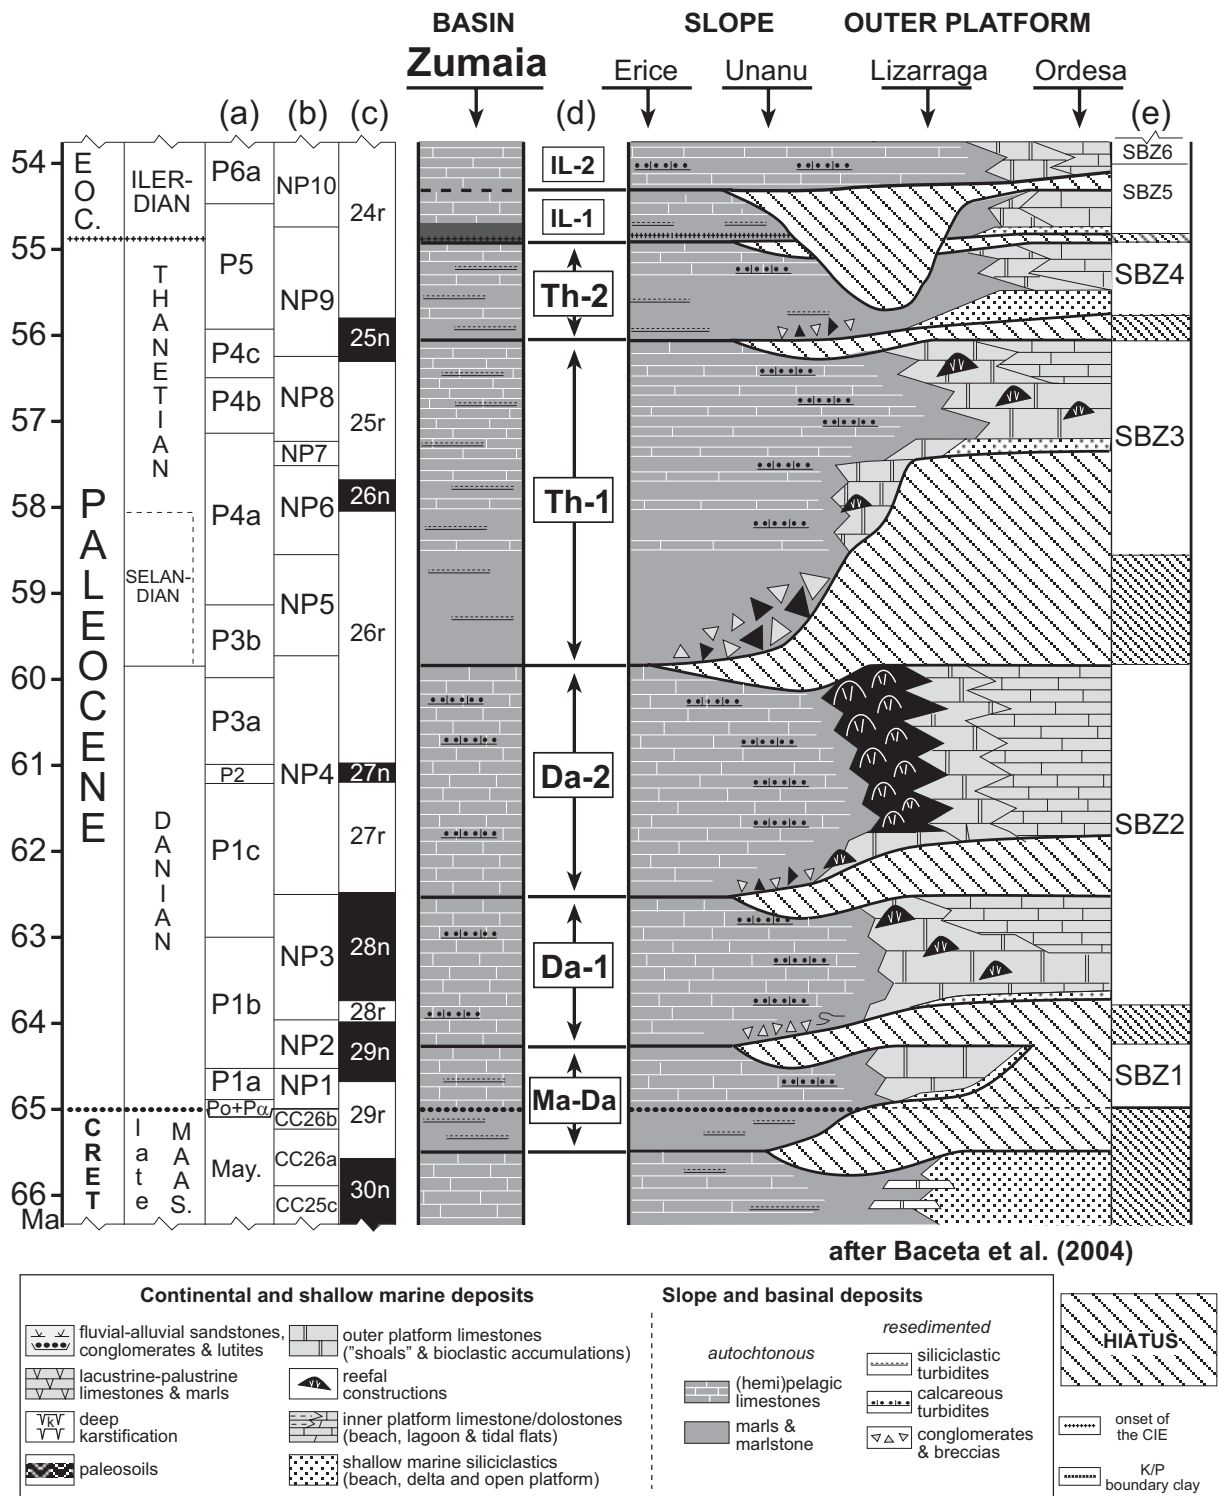 BASIN SLOPE OUTER PLATFORM
Zumaia Erice Unanu Lizarraga Ordesa
(a) (b) (c) (d) (e)
54
55
56
57
58
59
60
61
62
63
64
65
66
Ma
EOC.
PALEOCENE
CRET
ILER-
DIAN
THANETIAN
SELAN-
DIAN
DANIAN
late MAAS.
P6a
P5
P4c
P4b
P4a
P3b
P3a
P2
P1c
P1b
P1a
Po+Pα
May.
NP10
NP9
NP8
NP7
NP6
NP5
NP4
NP3
NP2
NP1
CC26b
CC26a
CC25c
24r
25n
25r
26n
26r
27n
27r
28n
28r
29n
29r
30n
IL-2
IL-1
Th-2
Th-1
Da-2
Da-1
Ma-Da
SBZ6
SBZ5
SBZ4
SBZ3
SBZ2
SBZ1
after Baceta et al. (2004)
Continental and shallow marine deposits
fluvial-alluvial sandstones,
conglomerates & lutites
lacustrine-palustrine
limestones & marls
k
deep
karstification
paleosoils
outer platform limestones
("shoals" & bioclastic accumulations)
reefal
constructions
inner platform limestone/dolostones
(beach, lagoon & tidal flats)
shallow marine siliciclastics
(beach, delta and open platform)
Slope and basinal deposits
autochtonous
(hemi)pelagic
limestones
marls &
marlstone
resedimented
siliciclastic
turbidites
calcareous
turbidites
conglomerates
& breccias
HIATUS
onset of
the CIE
K/P
boundary clay